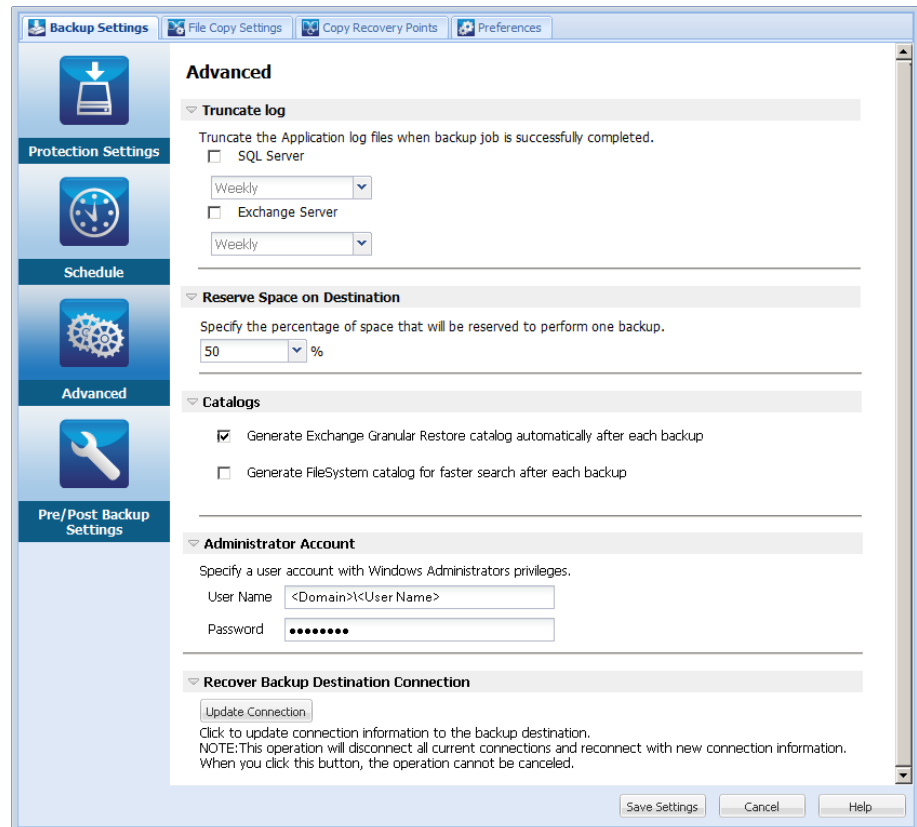 Backup Settings File Copy Settings Copy Recovery Points Preferences
Protection Settings
Schedule
Advanced
Pre/Post Backup
Settings
Advanced
Truncate log
Truncate the Application log files when backup job is successfully completed.
SQL Server
Weekly
Exchange Server
Weekly
Reserve Space on Destination
Specify the percentage of space that will be reserved to perform one backup.
50 %
Catalogs
Generate Exchange Granular Restore catalog automatically after each backup
Generate FileSystem catalog for faster search after each backup
Administrator Account
Specify a user account with Windows Administrators privileges.
User Name <Domain>\<User Name>
Password ••••••••
Recover Backup Destination Connection
Update Connection
Click to update connection information to the backup destination.
NOTE:This operation will disconnect all current connections and reconnect with new connection information.
When you click this button, the operation cannot be canceled.
Save Settings Cancel Help